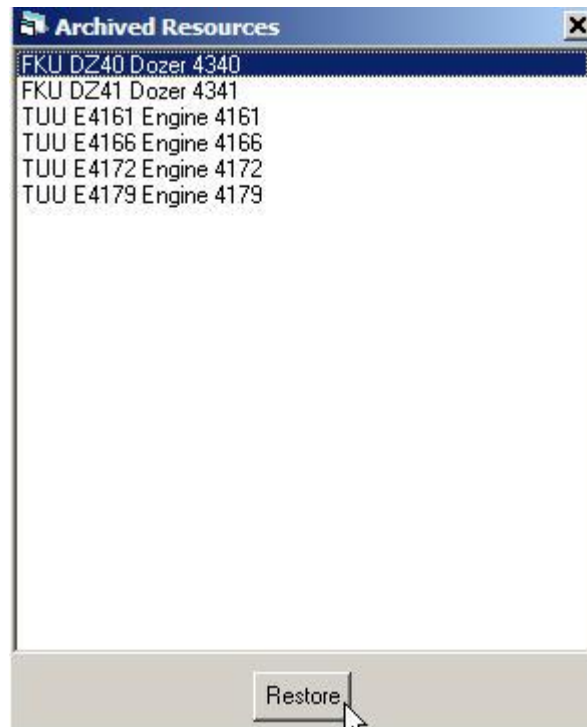 Archived Resources
FKU DZ40 Dozer 4340
FKU DZ41 Dozer 4341
TUU E4161 Engine 4161
TUU E4166 Engine 4166
TUU E4172 Engine 4172
TUU E4179 Engine 4179
Restore